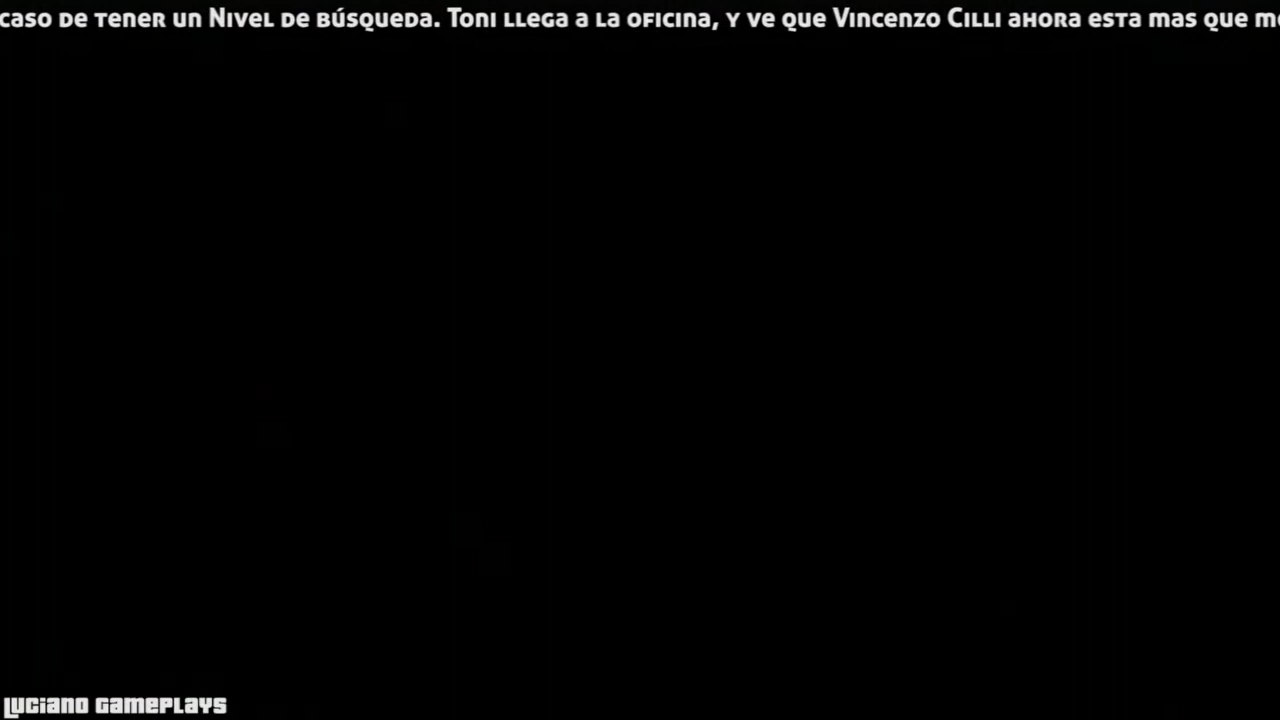 caso de tener un Nivel de búsqueda. Toni llega a la oficina, y ve que Vincenzo Cilli ahora esta mas que
Luciano Gameplays